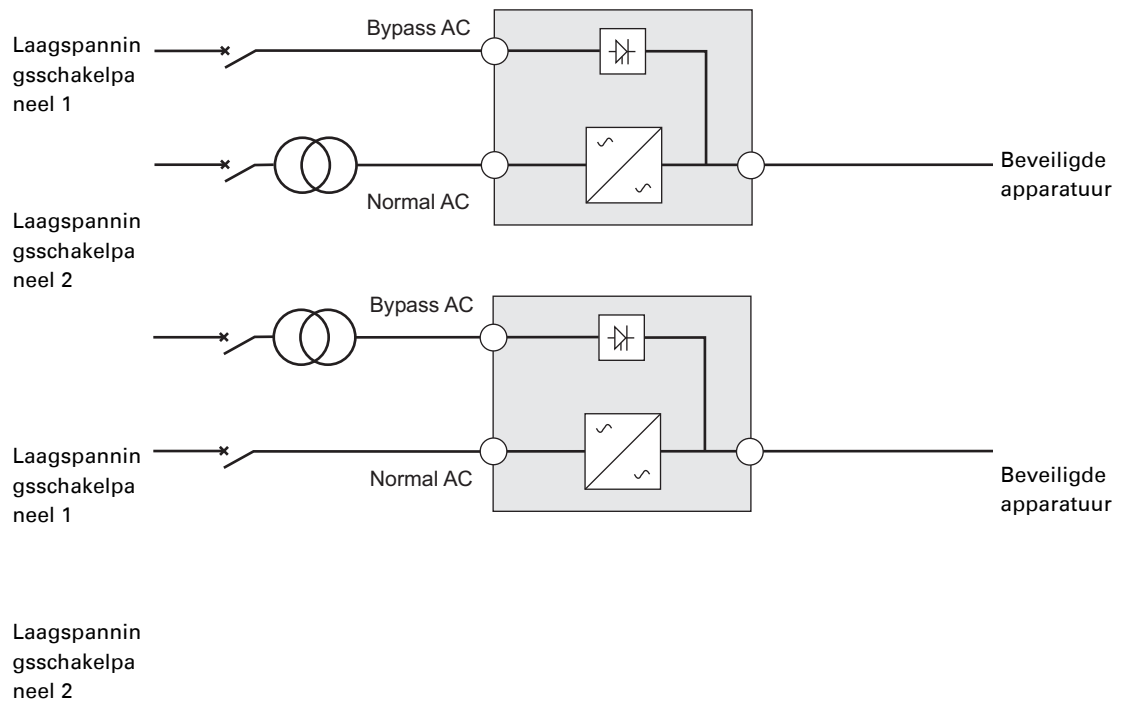 Bypass AC
Laagspannin
gsschakelpa
neel 1
Beveiligde
apparatuur
Normal AC
Laagspannin
gsschakelpa
neel 2
Bypass AC
Laagspannin
gsschakelpa
neel 1
Normal AC
Beveiligde
apparatuur
Laagspannin
gsschakelpa
neel 2